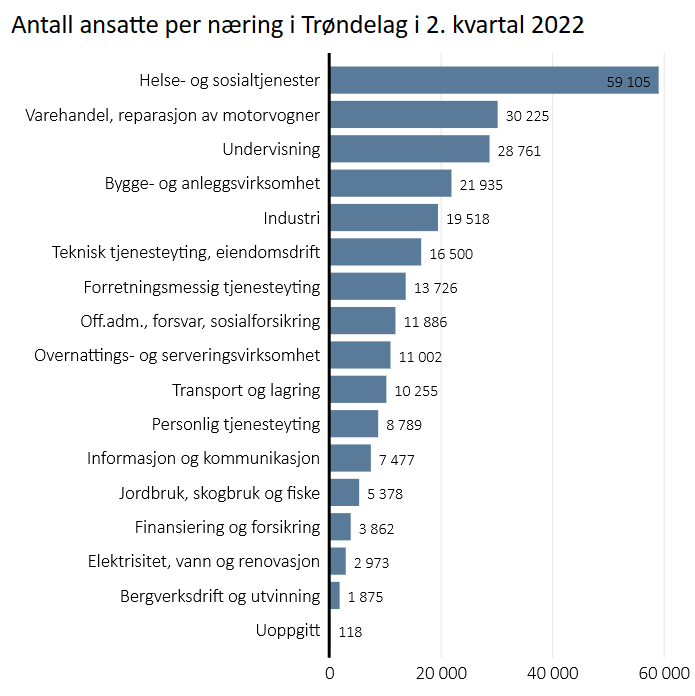 Antall ansatte per næring i Trøndelag i 2. kvartal 2022
Helse- og sosialtjenester 59 105
Varehandel, reparasjon av motorvogner 30 225
Undervisning 28 761
Bygge- og anleggsvirksomhet 21 935
Industri 19 518
Teknisk tjenesteyting, eiendomsdrift 16 500
Forretningsmessig tjenesteyting 13 726
Off.adm., forsvar, sosialforsikring 11 886
Overnattings- og serveringsvirksomhet 11 002
Transport og lagring 10 255
Personlig tjenesteyting 8 789
Informasjon og kommunikasjon 7 477
Jordbruk, skogbruk og fiske 5 378
Finansiering og forsikring 3 862
Elektrisitet, vann og renovasjon 2 973
Bergverksdrift og utvinning 1 875
Uoppgitt 118
0 20 000 40 000 60 000